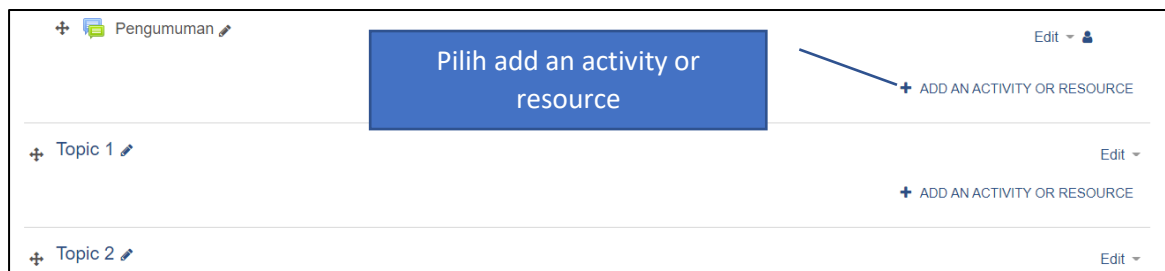 Pengumuman
Edit
Pilih add an activity or
resource
ADD AN ACTIVITY OR RESOURCE
Topic 1
Edit
ADD AN ACTIVITY OR RESOURCE
Topic 2
Edit